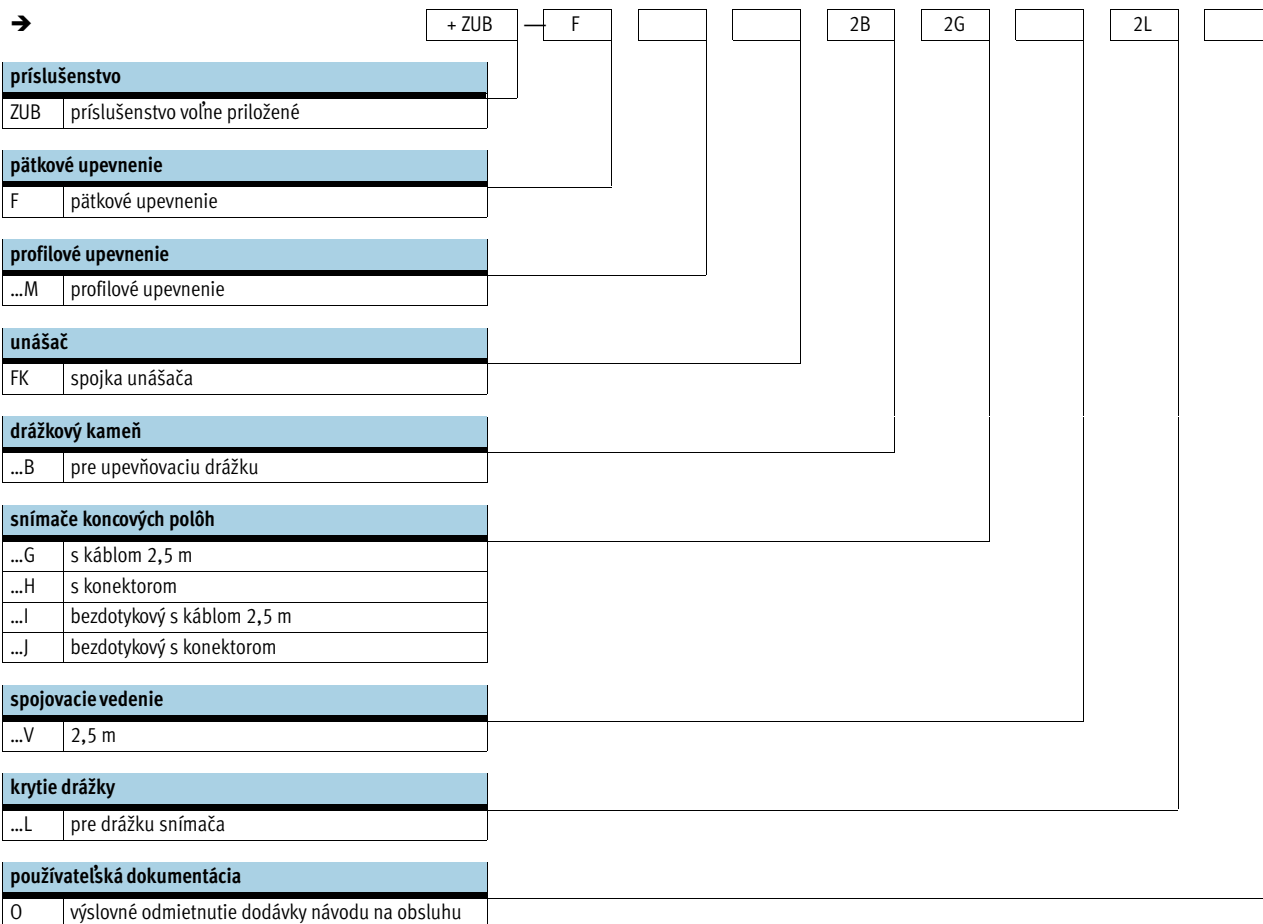 ➔ + ZUB — F 2B 2G 2L
príslušenstvo
ZUB príslušenstvo voľne priložené
pätkové upevnenie
F pätkové upevnenie
profilové upevnenie
...M profilové upevnenie
unášač
FK spojka unášača
drážkový kameň
...B pre upevňovaciu drážku
snímače koncových polôh
...G s káblom 2,5 m
...H s konektorom
...I bezdotykový s káblom 2,5 m
...J bezdotykový s konektorom
spojovacie vedenie
...V 2,5 m
krytie drážky
...L pre drážku snímača
používateľská dokumentácia
O výslovné odmietnutie dodávky návodu na obsluhu